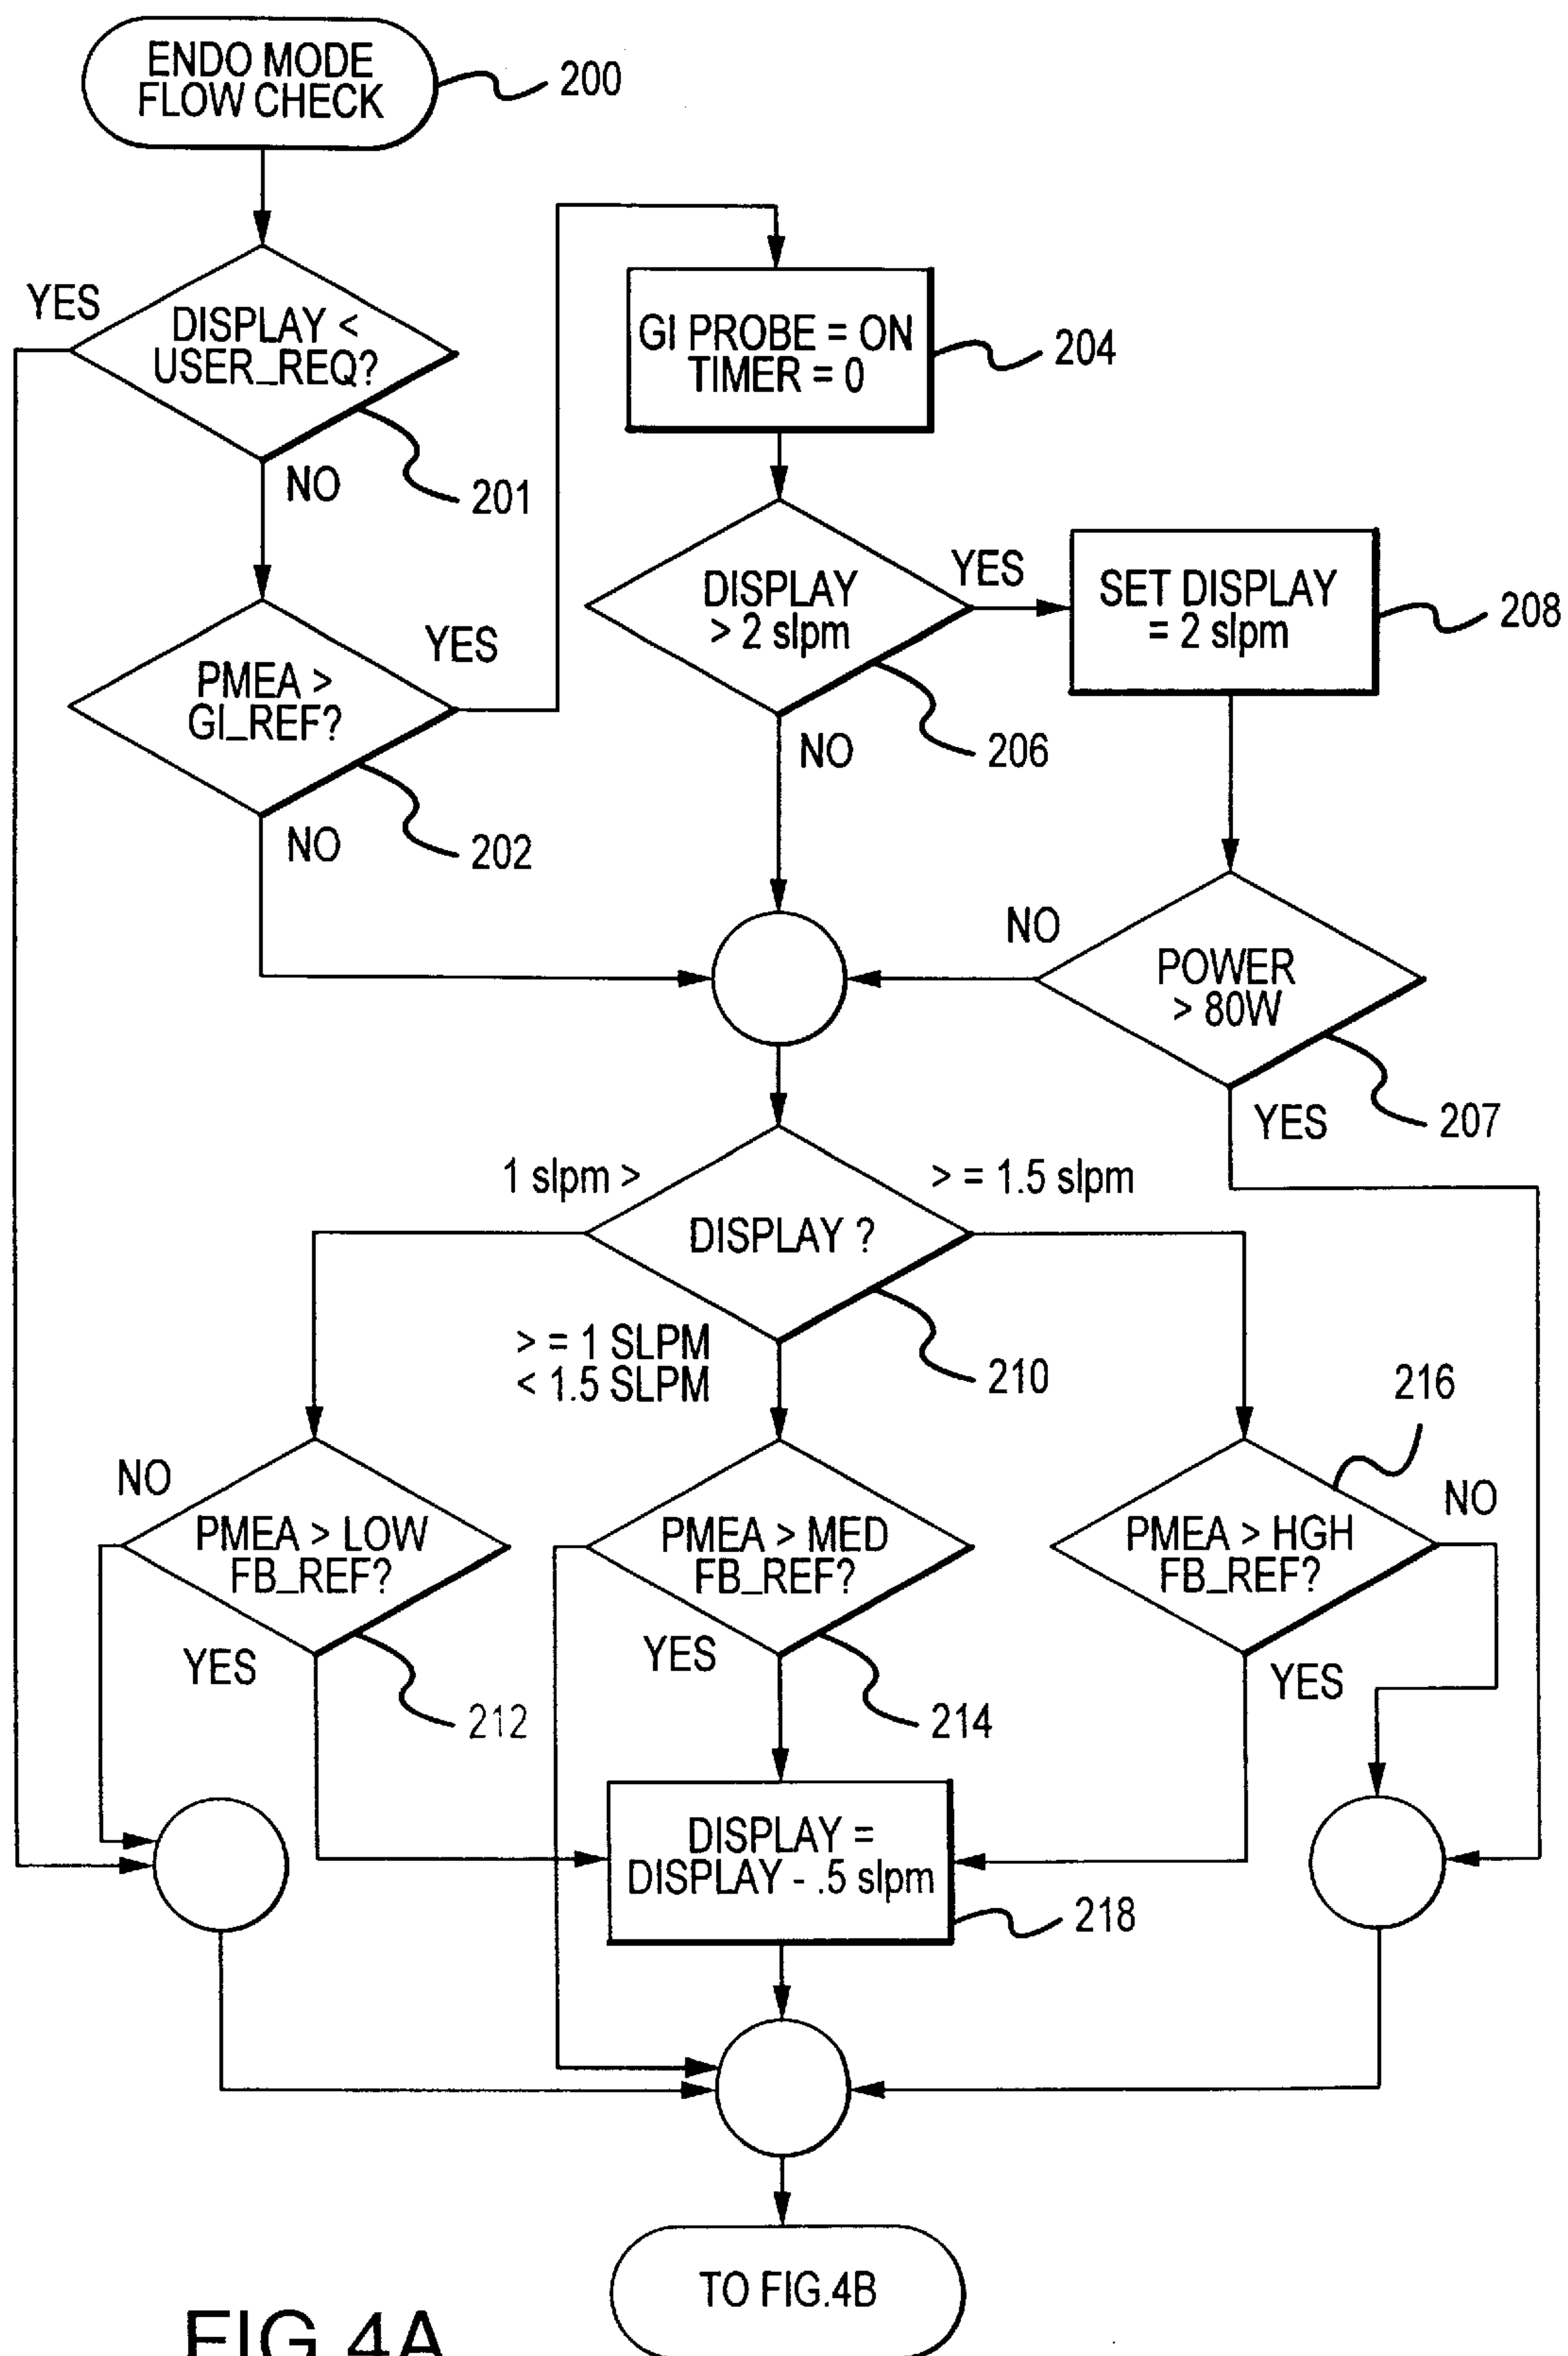 ENDO MODE
FLOW CHECK
200
YES
DISPLAY <
USER_REQ?
NO
201
GI PROBE = ON
TIMER = 0
204
PMEA >
GI_REF?
YES
NO
202
DISPLAY
> 2 slpm
YES
NO
206
SET DISPLAY
= 2 slpm
208
NO
POWER
> 80W
YES
207
1 slpm >
DISPLAY ?
> = 1.5 slpm
> = 1 SLPM
< 1.5 SLPM
210
216
NO
PMEA > LOW
FB_REF?
YES
212
PMEA > MED
FB_REF?
YES
214
PMEA > HGH
FB_REF?
NO
YES
DISPLAY =
DISPLAY - .5 slpm
218
TO FIG.4B
FIG.4A